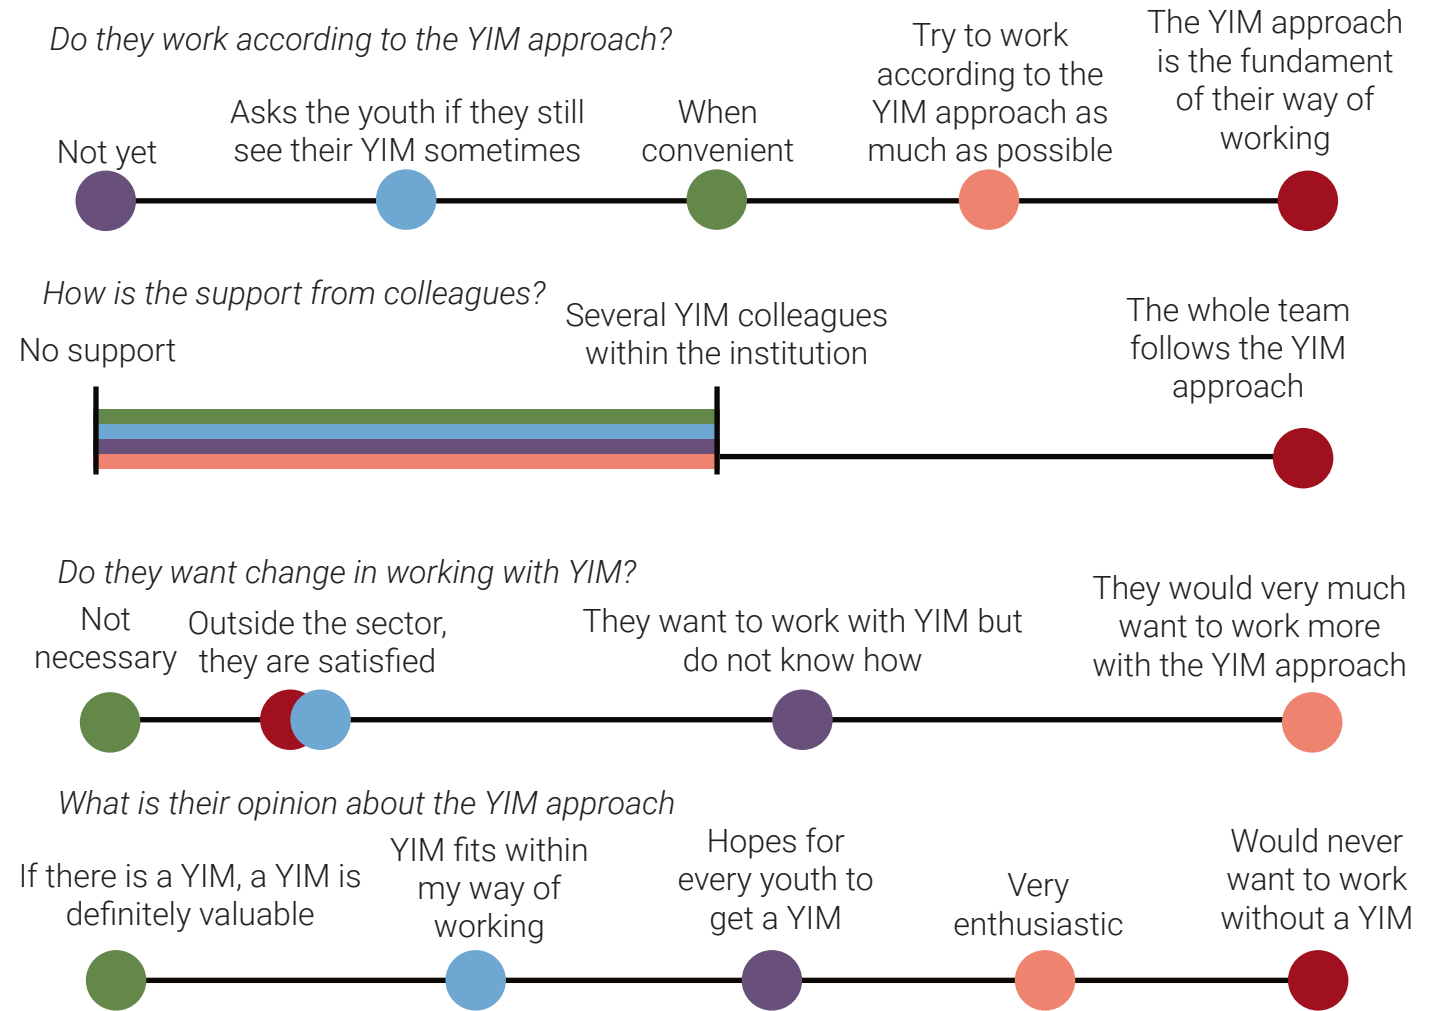 Do they work according to the YIM approach?
Not yet
Asks the youth if they still
see their YIM sometimes
When
convenient
Try to work
according to the
YIM approach as
much as possible
The YIM approach
is the fundament
of their way of
working
How is the support from colleagues?
No support
Several YIM colleagues
within the institution
The whole team
follows the YIM
approach
Do they want change in working with YIM?
Not
necessary
Outside the sector,
they are satisfied
They want to work with YIM but
do not know how
They would very much
want to work more
with the YIM approach
What is their opinion about the YIM approach
If there is a YIM, a YIM is
definitely valuable
YIM fits within
my way of
working
Hopes for
every youth to
get a YIM
Very
enthusiastic
Would never
want to work
without a YIM